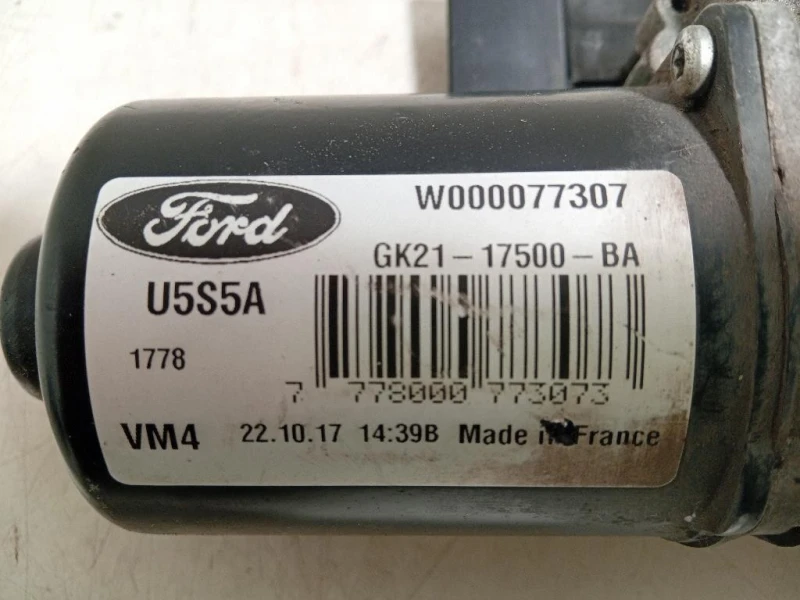 Ford
W000077307
GK21-17500-BA
U5S5A
1778
7 778000 773073
VM4 22.10.17 14:39B Made in France